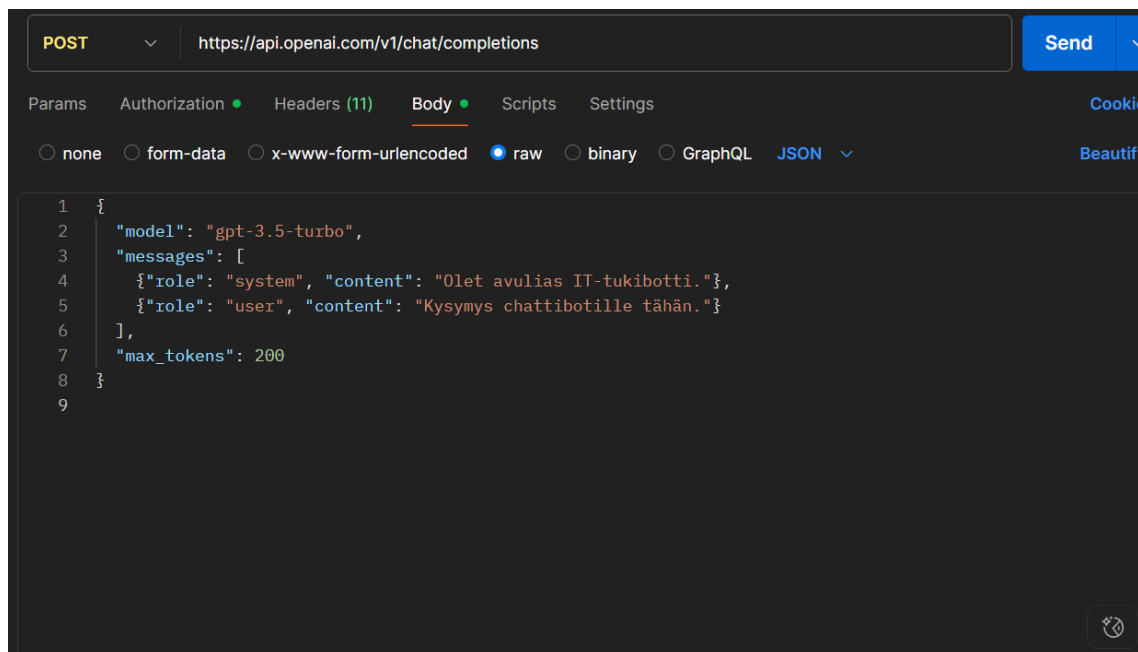 POST https://api.openai.com/v1/chat/completions Send
Params Authorization Headers (11) Body Scripts Settings Cookie
none form-data x-www-form-urlencoded raw binary GraphQL JSON Beautif
1 {
2 "model": "gpt-3.5-turbo",
3 "messages": [
4 {"role": "system", "content": "Olet avulias IT-tukibotti."},
5 {"role": "user", "content": "Kysymys chattibotille tähän."}
6 ],
7 "max_tokens": 200
8 }
9